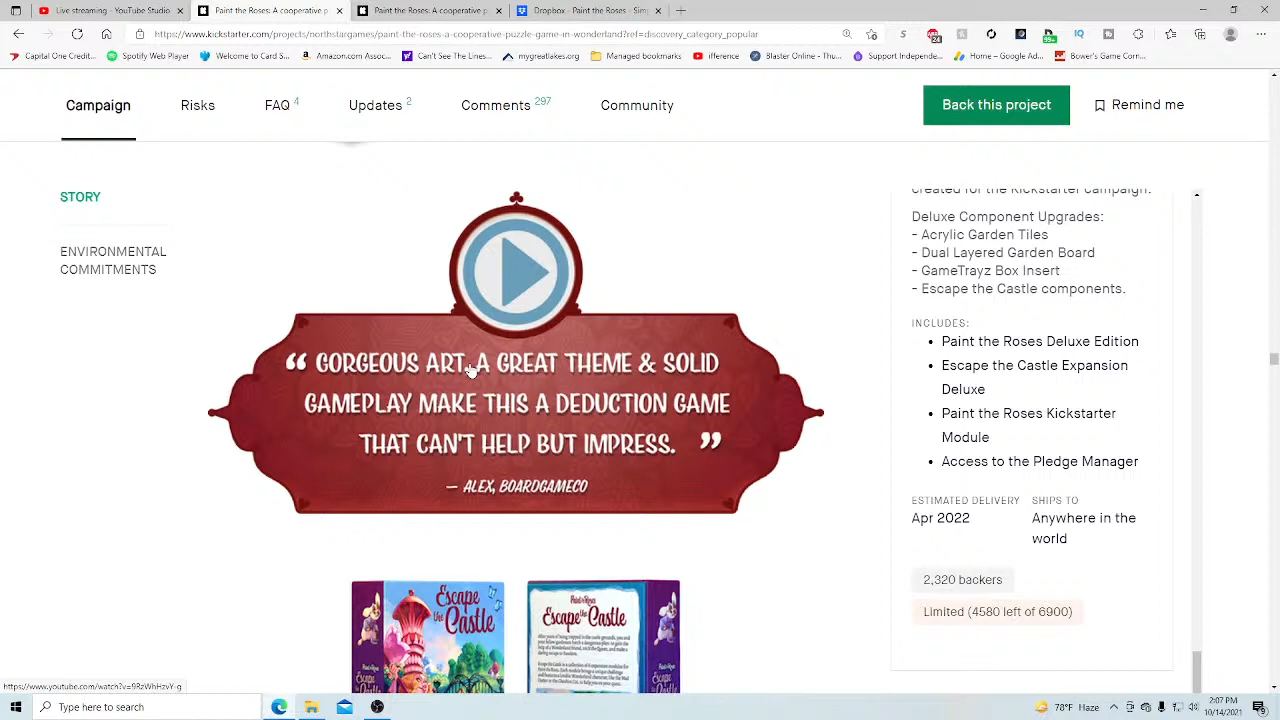 Live streaming - YouTube Studio
Paint the Roses: A Cooperative
Paint the Roses: A Cooperative
Dropbox - Paint the Roses -
https://www.kickstarter.com/projects/northstargames/paint-the-roses-a-cooperative-puzzle-game-in-wonderland?ref=discovery_category_popular
Capital One Credit...
Spotify Web Player
Welcome to Card S...
Amazon.com Assoc...
Can't See The Lines...
mygreatlakes.org
Managed bookmarks
ifference
Blaster Online - Thu...
Support Independe...
Home - Google Ad...
Bower's Game Corn...
Campaign
Risks
FAQ 4
Updates 2
Comments 297
Community
Back this project
Remind me
STORY
ENVIRONMENTAL
COMMITMENTS
“ GORGEOUS ART, A GREAT THEME & SOLID
GAMEPLAY MAKE THIS A DEDUCTION GAME
THAT CAN'T HELP BUT IMPRESS. ”
— ALEX, BOARDGAMECO
Escape
the Castle
Paint the Roses
Escape the Castle
created for the Kickstarter campaign.
Deluxe Component Upgrades:
- Acrylic Garden Tiles
- Dual Layered Garden Board
- GameTrayz Box Insert
- Escape the Castle components.
INCLUDES:
• Paint the Roses Deluxe Edition
• Escape the Castle Expansion
Deluxe
• Paint the Roses Kickstarter
Module
• Access to the Pledge Manager
ESTIMATED DELIVERY
Apr 2022
SHIPS TO
Anywhere in the
world
2,320 backers
Limited (4580 left of 6900)
Type here to search
78°F Haze
2:07 PM
10/14/2021